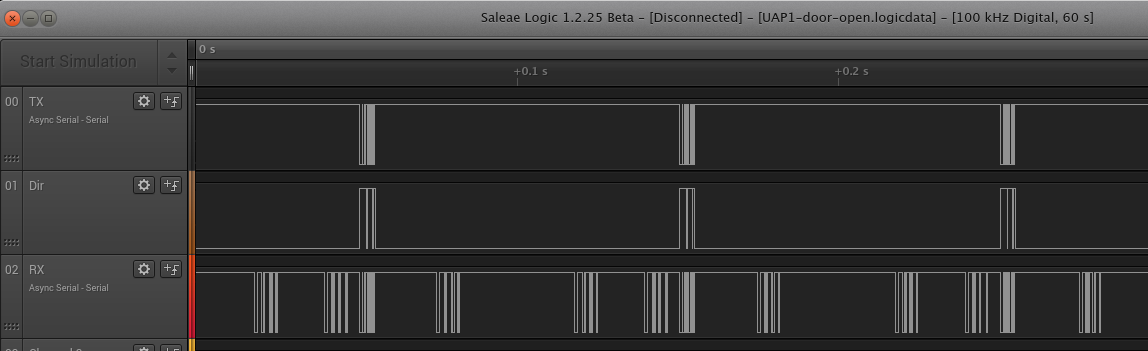 Saleae Logic 1.2.25 Beta - [Disconnected] - [UAP1-door-open.logicdata] - [100 kHz Digital, 60 s]
Start Simulation
0 s
+0.1 s
+0.2 s
00 TX
Async Serial - Serial
01 Dir
02 RX
Async Serial - Serial